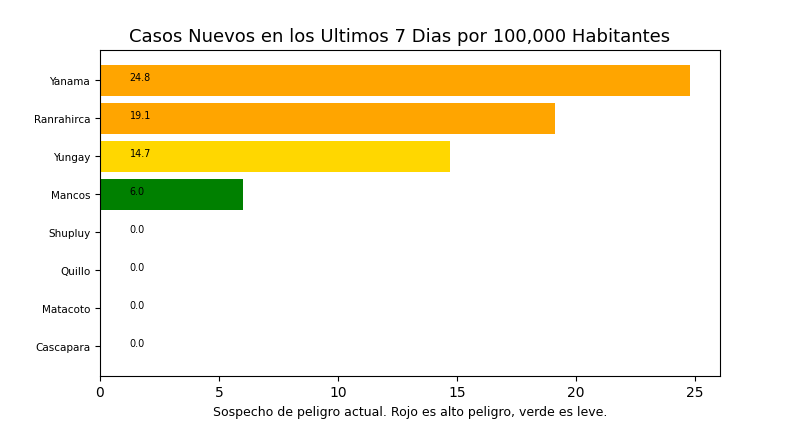 Casos Nuevos en los Ultimos 7 Dias por 100,000 Habitantes
Yanama 24.8
Ranrahirca 19.1
Yungay 14.7
Mancos 6.0
Shupluy 0.0
Quillo 0.0
Matacoto 0.0
Cascapara 0.0
0 5 10 15 20 25
Sospecho de peligro actual. Rojo es alto peligro, verde es leve.